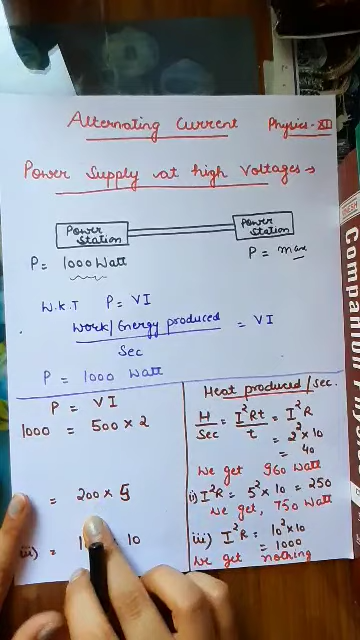 Alternating Current Physics-XII
Power Supply at high Voltages →
Power Station
Power Station
P = 1000 Watt
P = max
W.K.T P = VI
Work/Energy produced = VI
Sec
P = 1000 Watt
P = VI
1000 = 500 × 2
= 200 × 5
iii) = 10
Heat produced/sec.
H/Sec = I²Rt/t = I²R
= 2² × 10
= 40
We get 960 watt
ii) I²R = 5² × 10 = 250
We get, 750 watt
iii) I²R = 10² × 10
= 1000
We get nothing